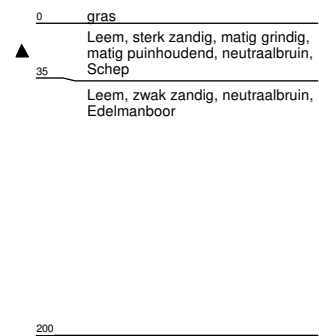 0 gras
Leem, sterk zandig, matig grindig,
matig puinhoudend, neutraalbruin,
Schep
35
Leem, zwak zandig, neutraalbruin,
Edelmanboor
200